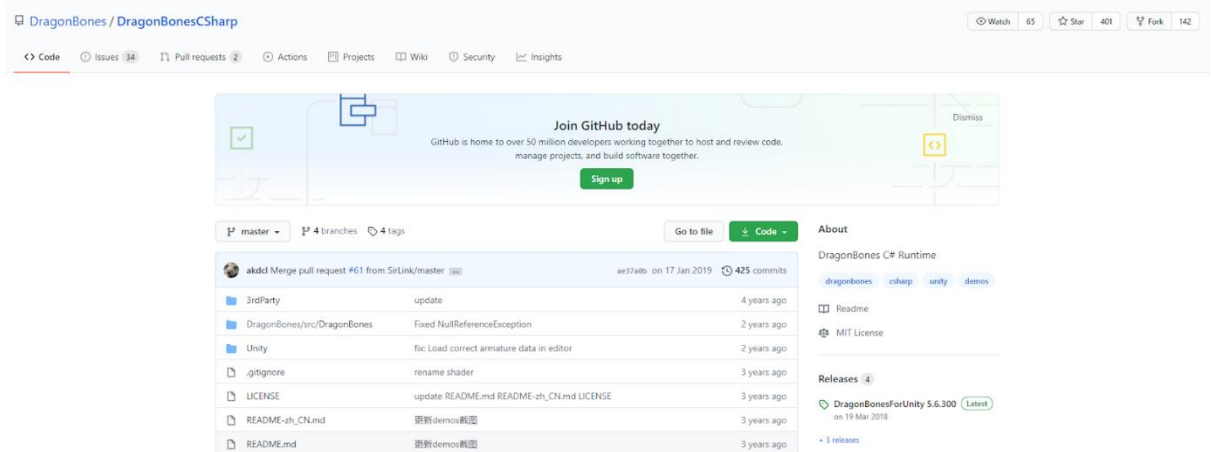 DragonBones / DragonBonesCSharp
Watch 65 Star 401 Fork 142
Code Issues 34 Pull requests 2 Actions Projects Wiki Security Insights
Join GitHub today
Dismiss
GitHub is home to over 50 million developers working together to host and review code,
manage projects, and build software together.
Sign up
master 4 branches 4 tags Go to file Code
akdcl Merge pull request #61 from SirLink/master ... ae37a0b on 17 Jan 2019 425 commits
3rdParty update 4 years ago
DragonBones/src/DragonBones Fixed NullReferenceException 2 years ago
Unity fix: Load correct armature data in editor 2 years ago
.gitignore rename shader 3 years ago
LICENSE update README.md README-zh_CN.md LICENSE 3 years ago
README-zh_CN.md 更新demos截图 3 years ago
README.md 更新demos截图 3 years ago
About
DragonBones C# Runtime
dragonbones csharp unity demos
Readme
MIT License
Releases 4
DragonBonesForUnity 5.6.300 Latest
on 19 Mar 2018
+ 3 releases